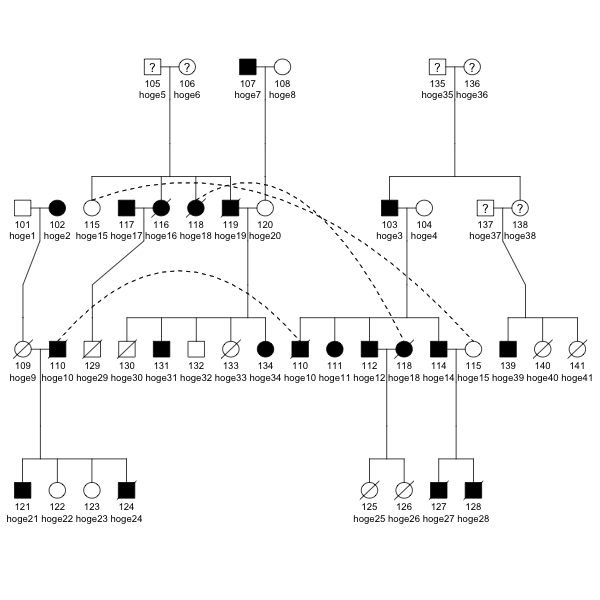 ? ? ? ?
105 106 107 108 135 136
hoge5 hoge6 hoge7 hoge8 hoge35 hoge36
? ?
101 102 115 117 116 118 119 120 103 104 137 138
hoge1 hoge2 hoge15 hoge17 hoge16 hoge18 hoge19 hoge20 hoge3 hoge4 hoge37 hoge38
109 110 129 130 131 132 133 134 110 111 112 118 114 115 139 140 141
hoge9 hoge10 hoge29 hoge30 hoge31 hoge32 hoge33 hoge34 hoge10 hoge11 hoge12 hoge18 hoge14 hoge15 hoge39 hoge40 hoge41
121 122 123 124 125 126 127 128
hoge21 hoge22 hoge23 hoge24 hoge25 hoge26 hoge27 hoge28